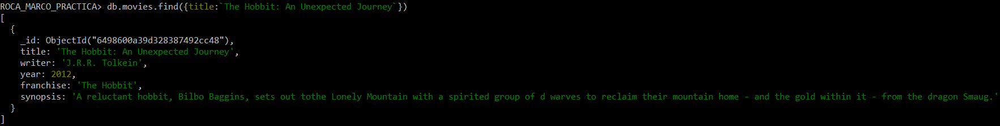 ROCA_MARCO_PRACTICA> db.movies.find({title:`The Hobbit: An Unexpected Journey`})
[
  {
    _id: ObjectId("6498600a39d328387492cc48"),
    title: 'The Hobbit: An Unexpected Journey',
    writer: 'J.R.R. Tolkein',
    year: 2012,
    franchise: 'The Hobbit',
    synopsis: 'A reluctant hobbit, Bilbo Baggins, sets out tothe Lonely Mountain with a spirited group of d warves to reclaim their mountain home - and the gold within it - from the dragon Smaug.'
  }
]